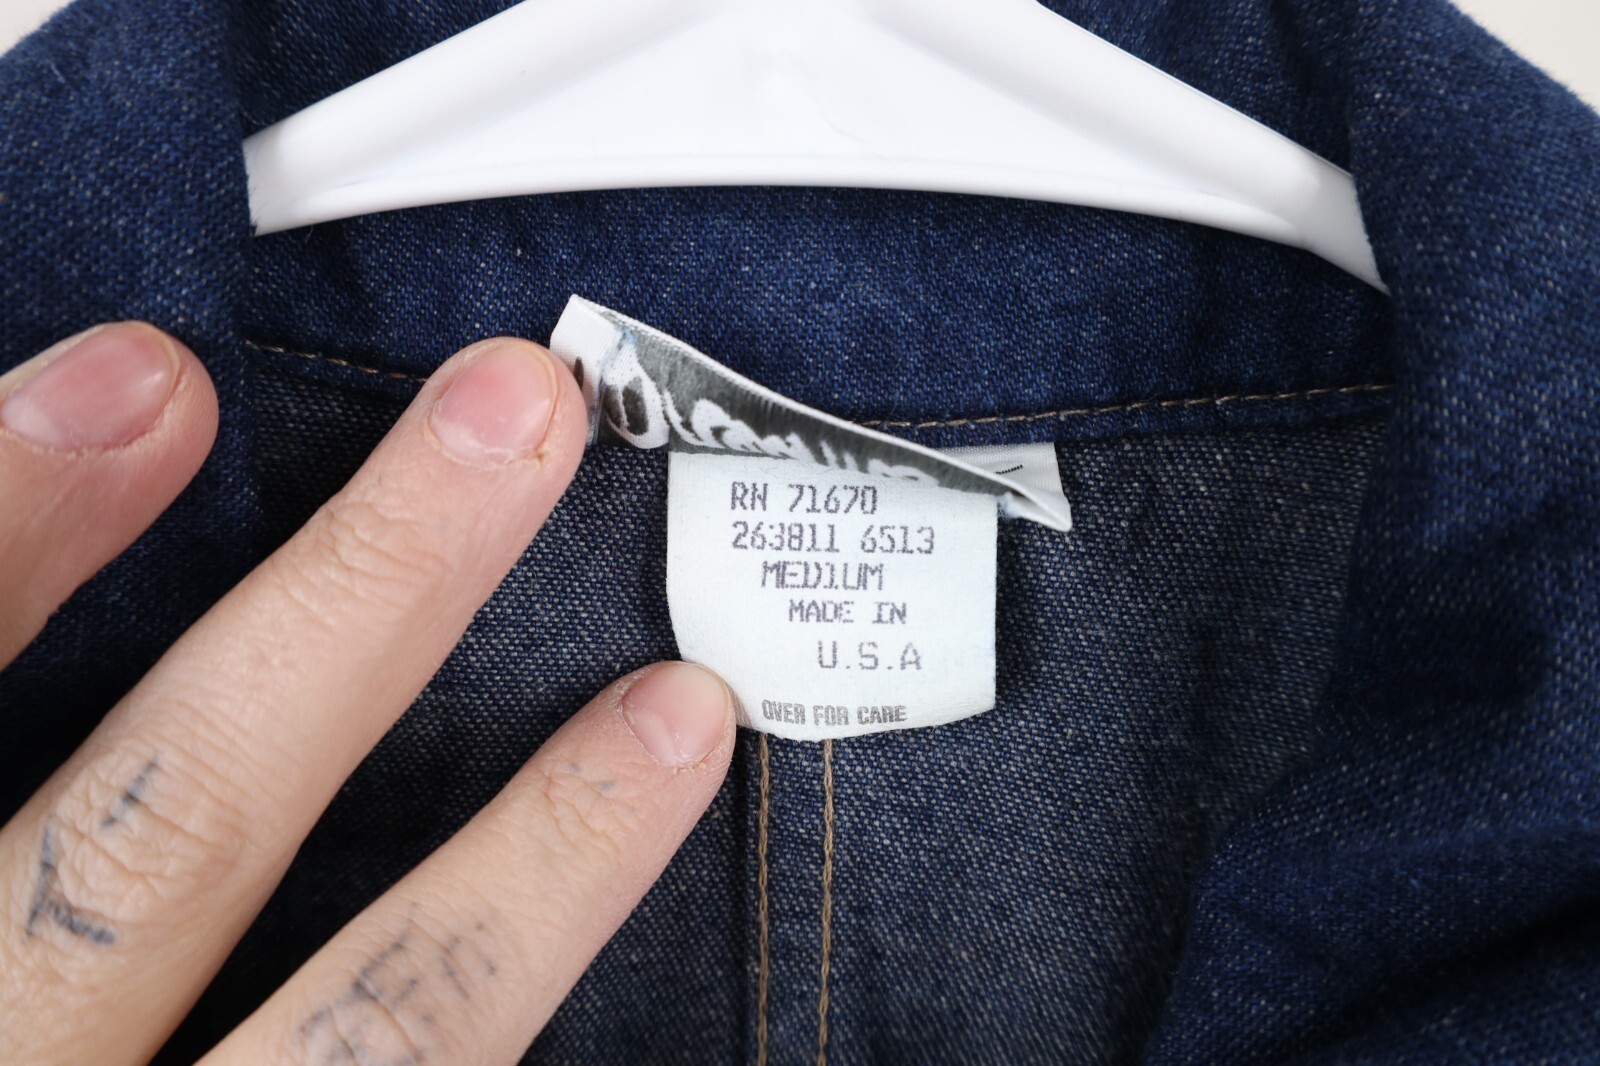 RN 71670
263811 6513
MEDIUM
MADE IN
U.S.A
OVER FOR CARE